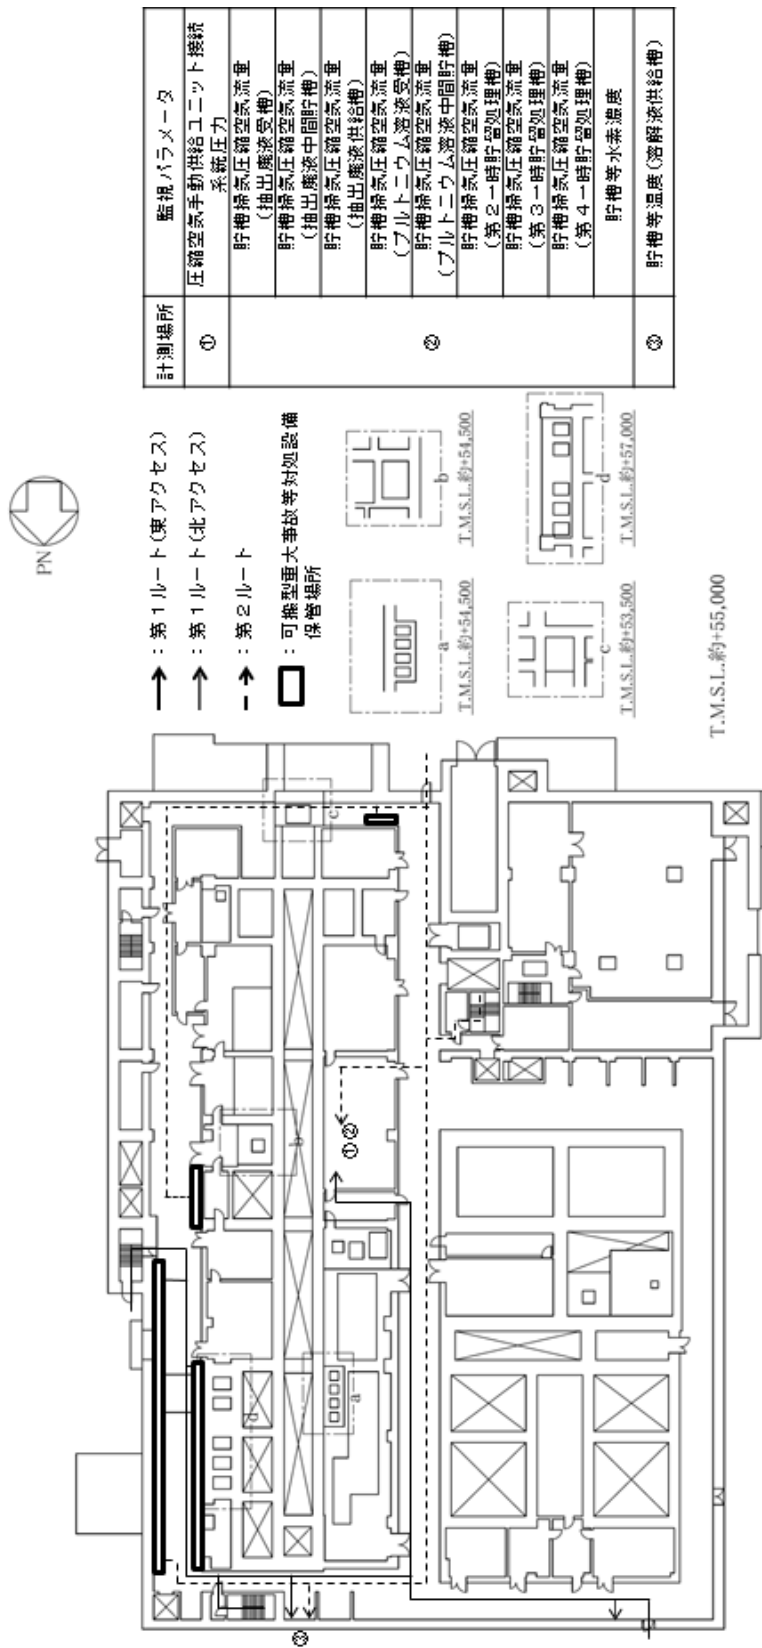 PN
→：第１ルート(東アクセス)
→：第１ルート(北アクセス)
⇢：第２ルート
：可搬型重大事故等対処設備
保管場所
計測場所 監視パラメータ
① 圧縮空気手動供給ユニット接続
系統圧力
② 貯槽掃気圧縮空気流量
(抽出廃液受槽)
貯槽掃気圧縮空気流量
(抽出廃液中間貯槽)
貯槽掃気圧縮空気流量
(抽出廃液供給槽)
貯槽掃気圧縮空気流量
(プルトニウム溶液受槽)
貯槽掃気圧縮空気流量
(プルトニウム溶液中間貯槽)
貯槽掃気圧縮空気流量
(第２一時貯留処理槽)
貯槽掃気圧縮空気流量
(第３一時貯留処理槽)
貯槽掃気圧縮空気流量
(第４一時貯留処理槽)
貯槽等水素濃度
③ 貯槽等温度(溶解液供給槽)
a
T.M.S.L.約+54,500
b
T.M.S.L.約+54,500
c
T.M.S.L.約+53,500
d
T.M.S.L.約+57,000
T.M.S.L.約+55,000
a
b
c
d
①②
③